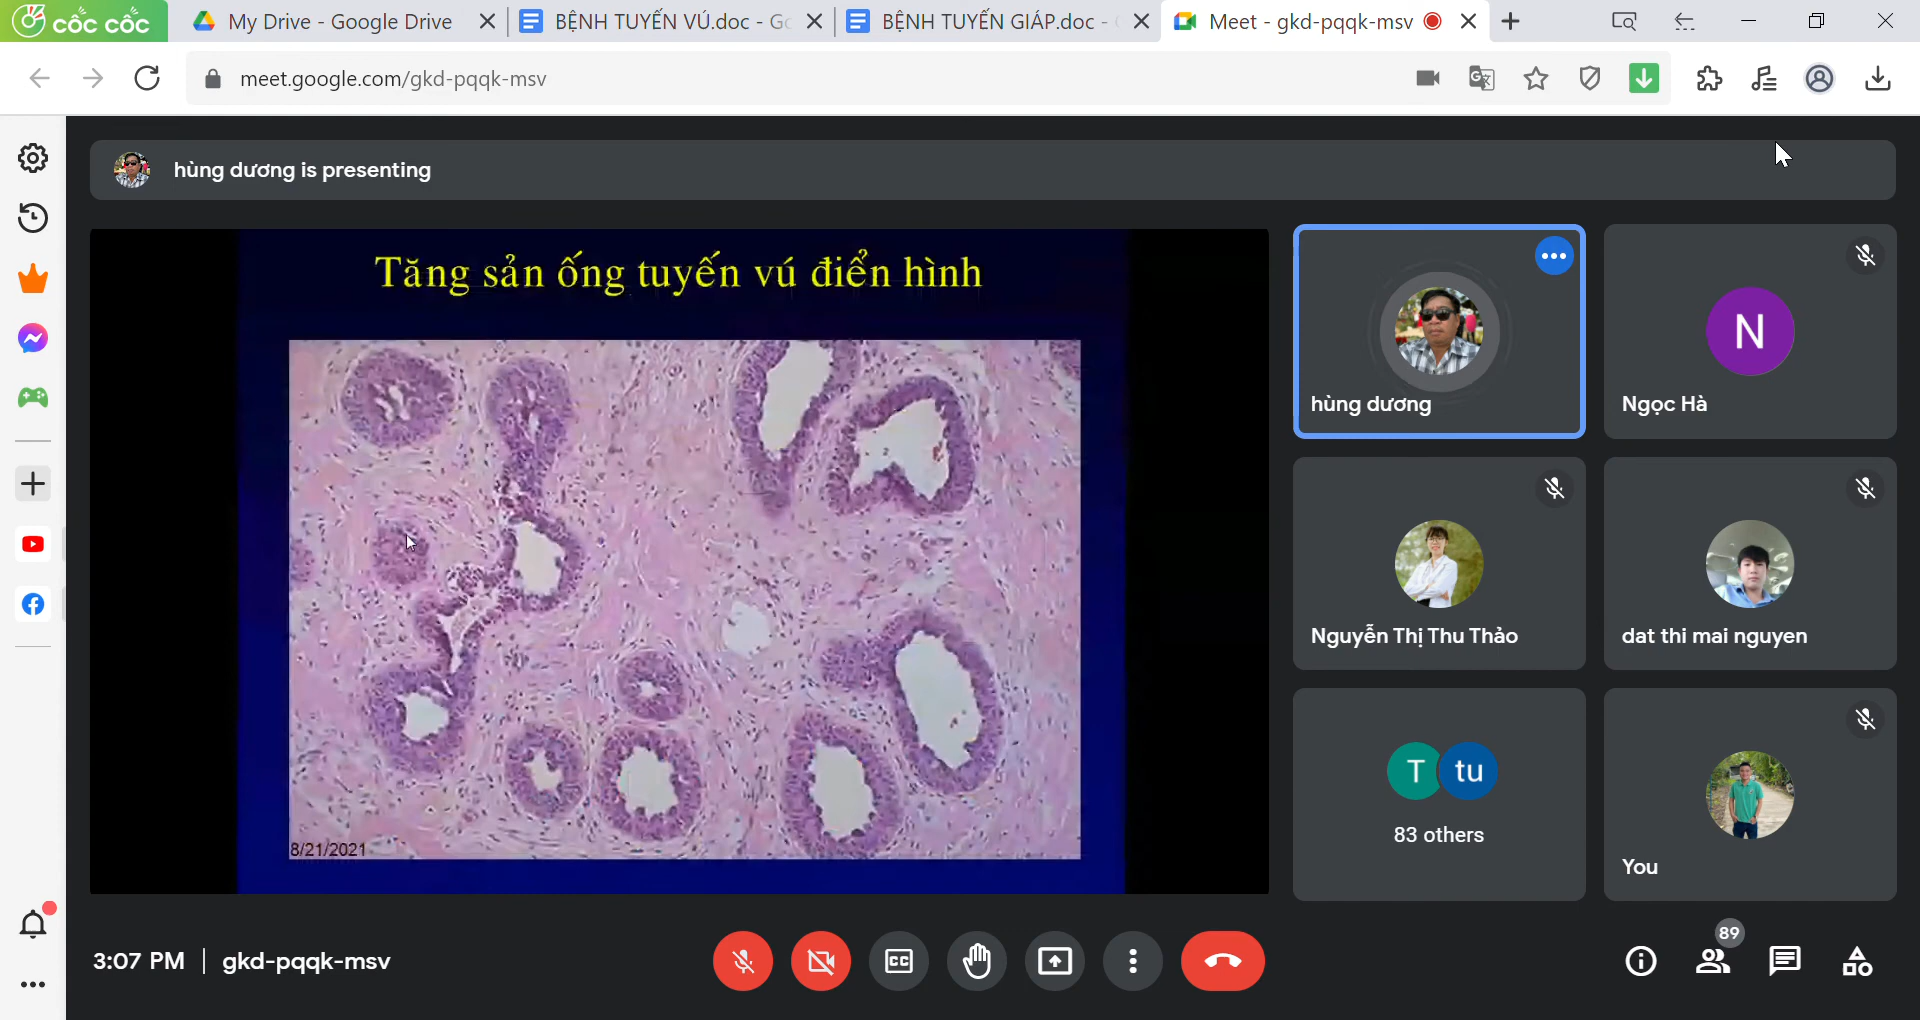 cốc cốc
My Drive - Google Drive
BỆNH TUYẾN VÚ.doc - Go
BỆNH TUYẾN GIÁP.doc -
Meet - gkd-pqqk-msv
meet.google.com/gkd-pqqk-msv
hùng dương is presenting
Tăng sản ống tuyến vú điển hình
8/21/2021
hùng dương
N
Ngọc Hà
Nguyễn Thị Thu Thảo
dat thi mai nguyen
T
tu
83 others
You
3:07 PM | gkd-pqqk-msv
CC
89